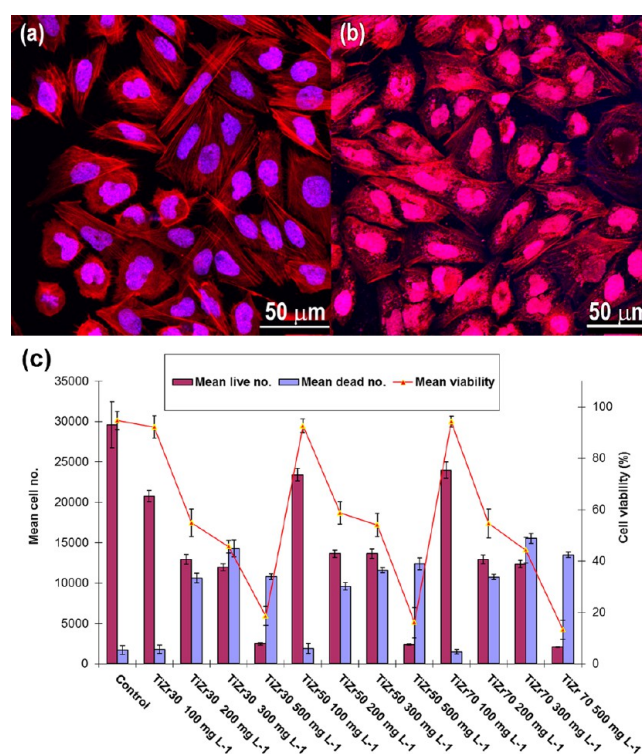 (a)
(b)
50 µm
50 µm
(c)
Mean live no.
Mean dead no.
Mean viability
35000
30000
25000
20000
15000
10000
5000
0
Mean cell no.
100
80
60
40
20
0
Cell viability (%)
Control
TiZr30 100 mg L-1
TiZr30 200 mg L-1
TiZr30 300 mg L-1
TiZr30 500 mg L-1
TiZr50 100 mg L-1
TiZr50 200 mg L-1
TiZr50 300 mg L-1
TiZr50 500 mg L-1
TiZr70 100 mg L-1
TiZr70 200 mg L-1
TiZr70 300 mg L-1
TiZr70 500 mg L-1